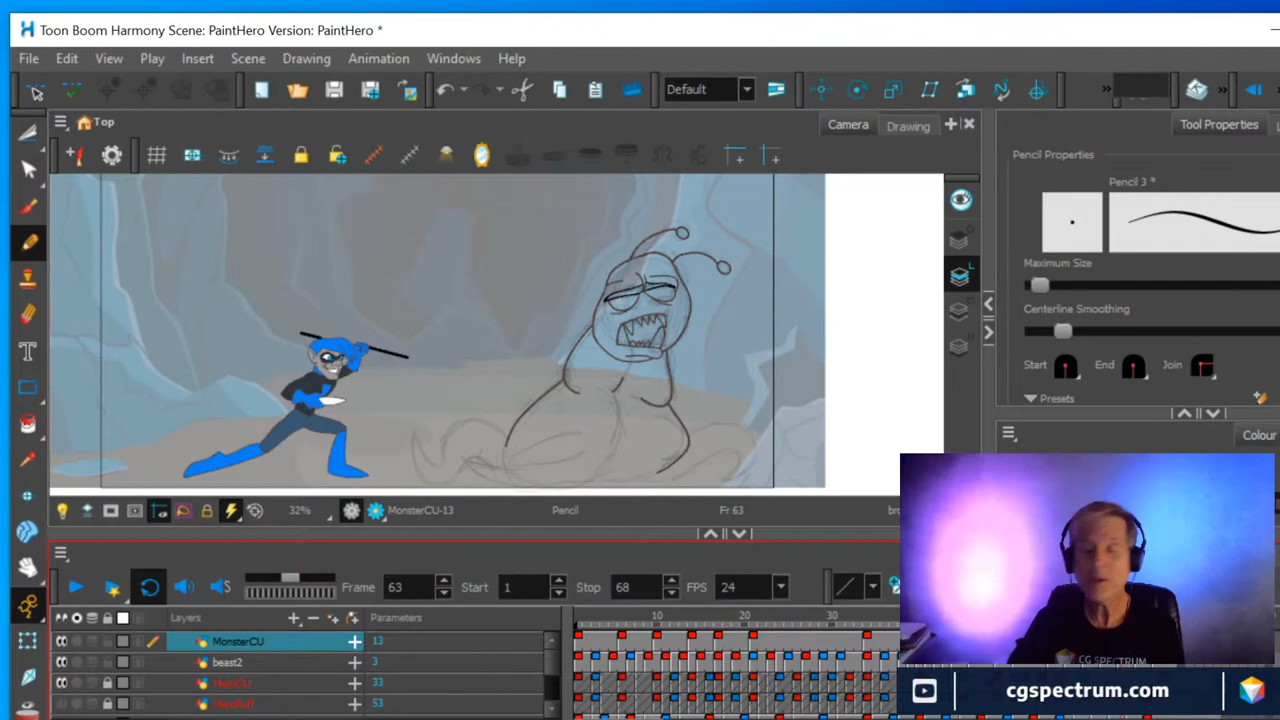 Toon Boom Harmony Scene: PaintHero Version: PaintHero *
File Edit View Play Insert Scene Drawing Animation Windows Help
Default
Top
Camera Drawing
Tool Properties
Pencil Properties
Pencil 3 *
Maximum Size
Centerline Smoothing
Start End Join
Presets
Colour
32%
MonsterCU-13
Pencil
Fr 63
Frame 63 Start 1 Stop 68 FPS 24
Layers
Parameters
10 20 30
MonsterCU 13
beast2 3
HeroCU 33
53
CG SPECTRUM
cgspectrum.com